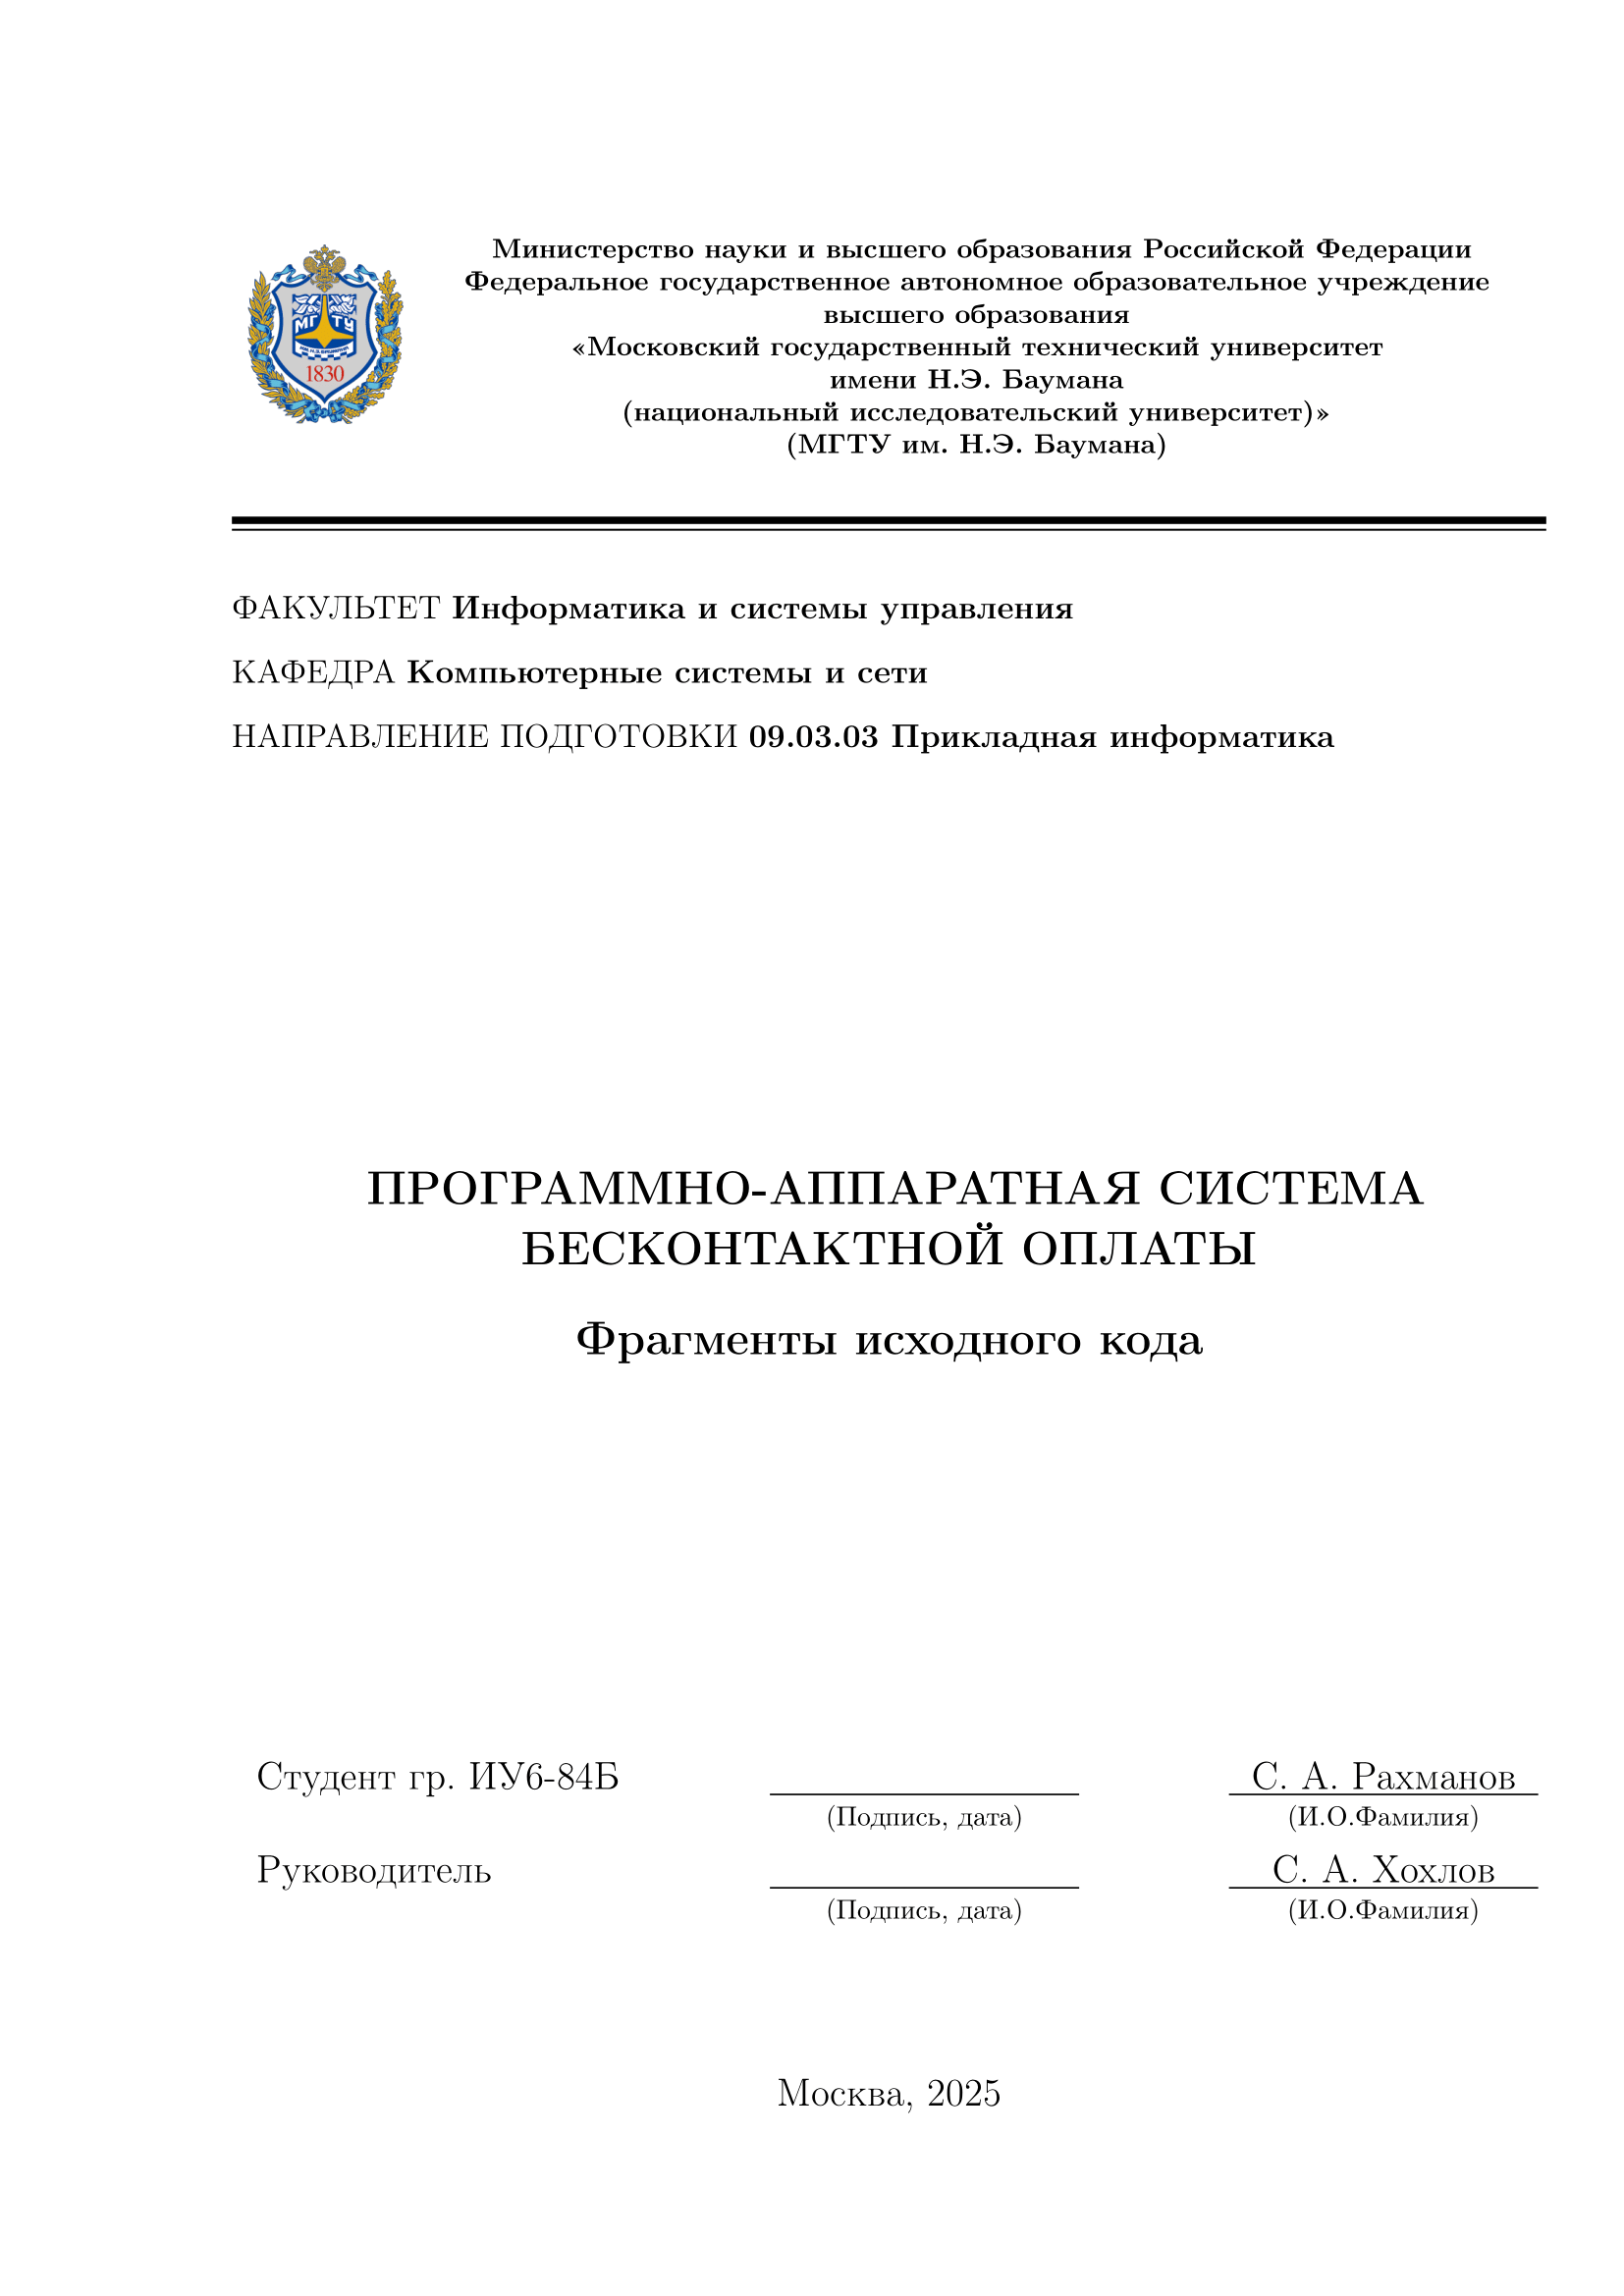 Министерство науки и высшего образования Российской Федерации
Федеральное государственное автономное образовательное учреждение
высшего образования
«Московский государственный технический университет
имени Н.Э. Баумана
(национальный исследовательский университет)»
(МГТУ им. Н.Э. Баумана)
МГТУ
1830
ФАКУЛЬТЕТ Информатика и системы управления
КАФЕДРА Компьютерные системы и сети
НАПРАВЛЕНИЕ ПОДГОТОВКИ 09.03.03 Прикладная информатика
ПРОГРАММНО-АППАРАТНАЯ СИСТЕМА
БЕСКОНТАКТНОЙ ОПЛАТЫ
Фрагменты исходного кода
Студент гр. ИУ6-84Б С. А. Рахманов
(Подпись, дата) (И.О.Фамилия)
Руководитель С. А. Хохлов
(Подпись, дата) (И.О.Фамилия)
Москва, 2025